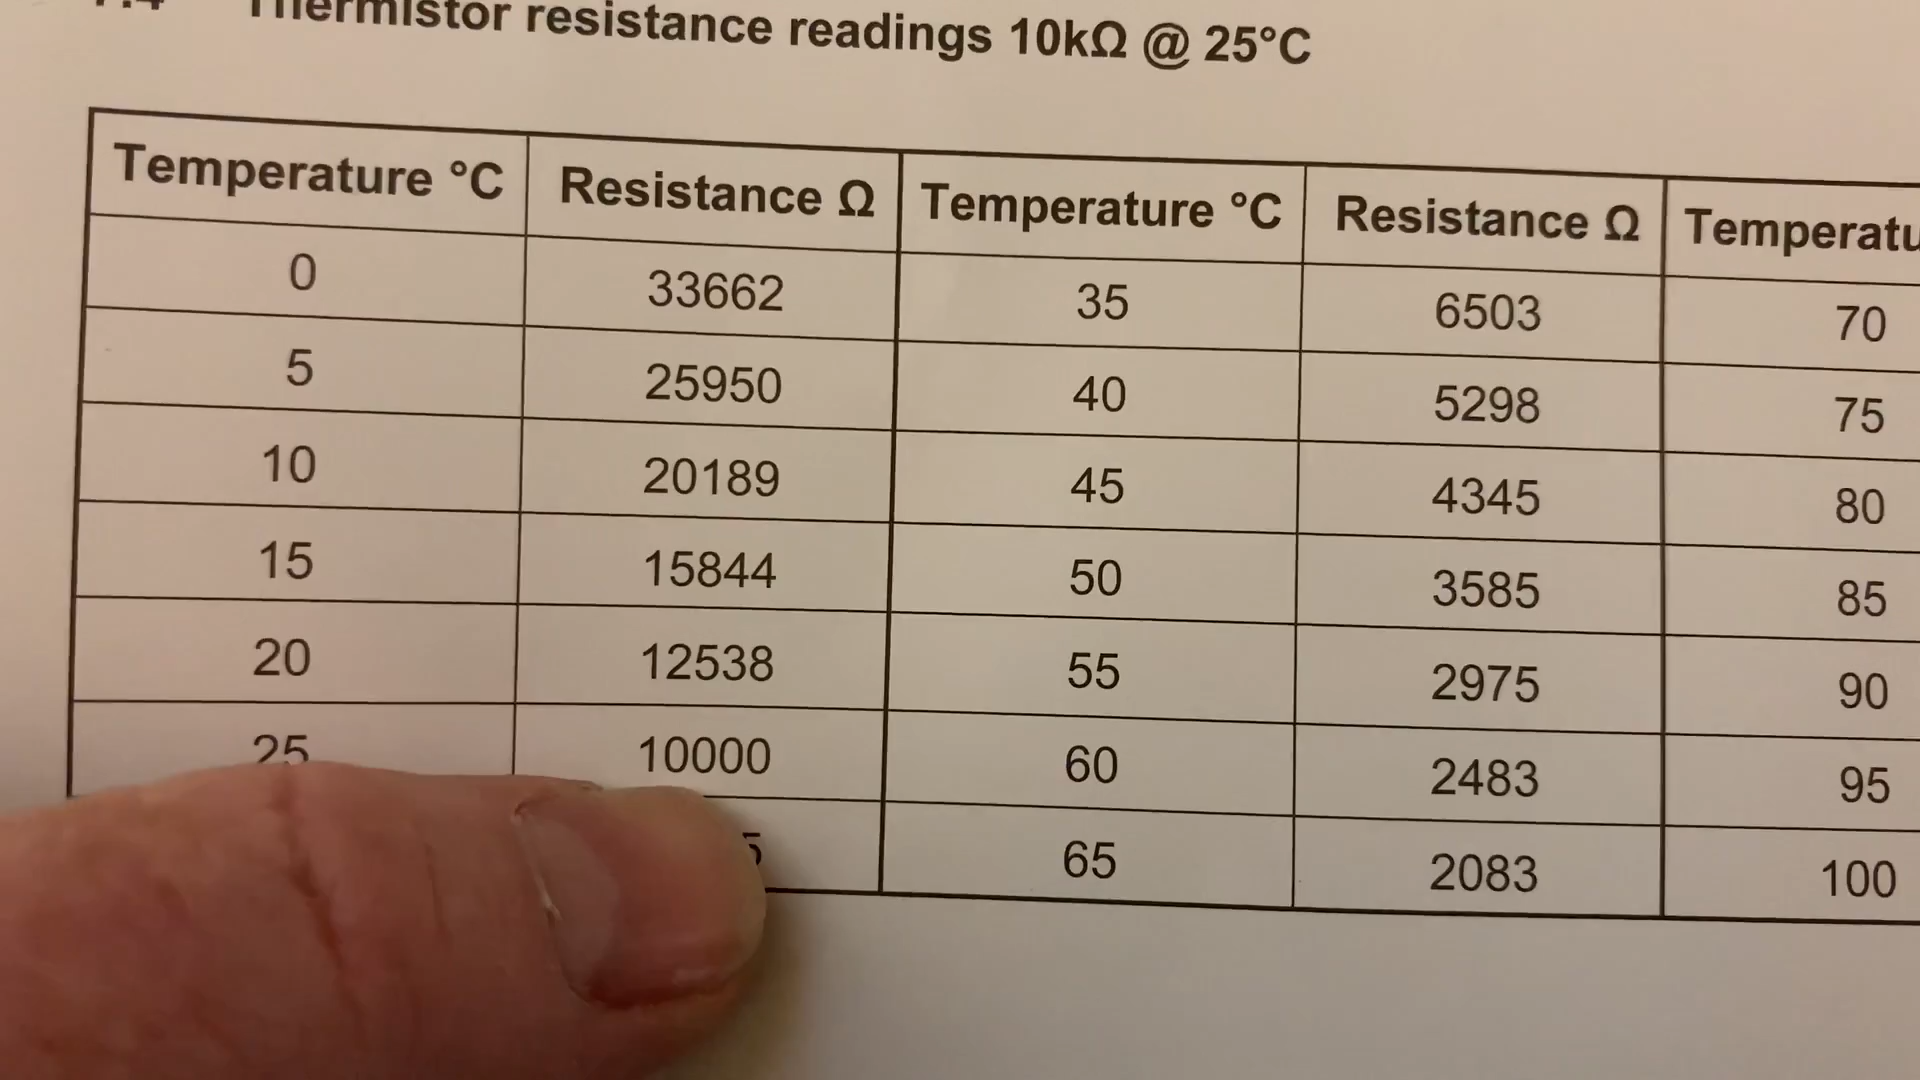 Thermistor resistance readings 10kΩ @ 25°C
Temperature °C Resistance Ω Temperature °C Resistance Ω Temperatu
0 33662 35 6503 70
5 25950 40 5298 75
10 20189 45 4345 80
15 15844 50 3585 85
20 12538 55 2975 90
25 10000 60 2483 95
5 65 2083 100